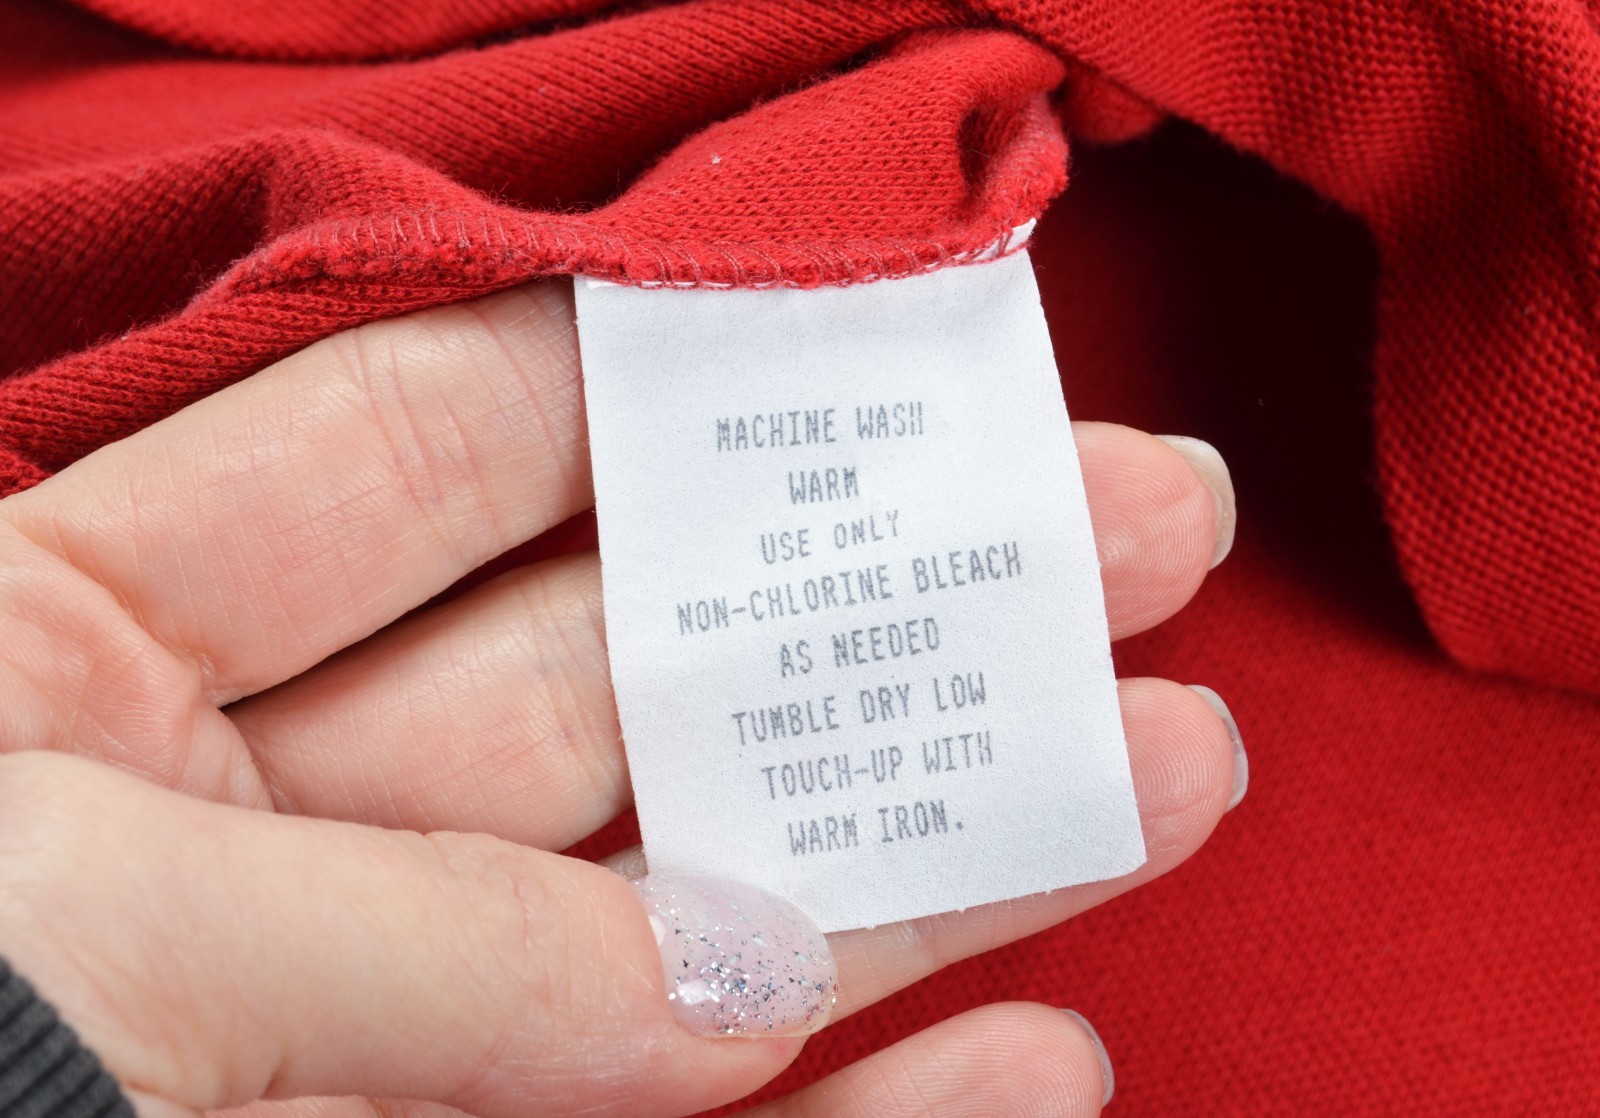 MACHINE WASH
WARM
USE ONLY
NON-CHLORINE BLEACH
AS NEEDED
TUMBLE DRY LOW
TOUCH-UP WITH
WARM IRON.